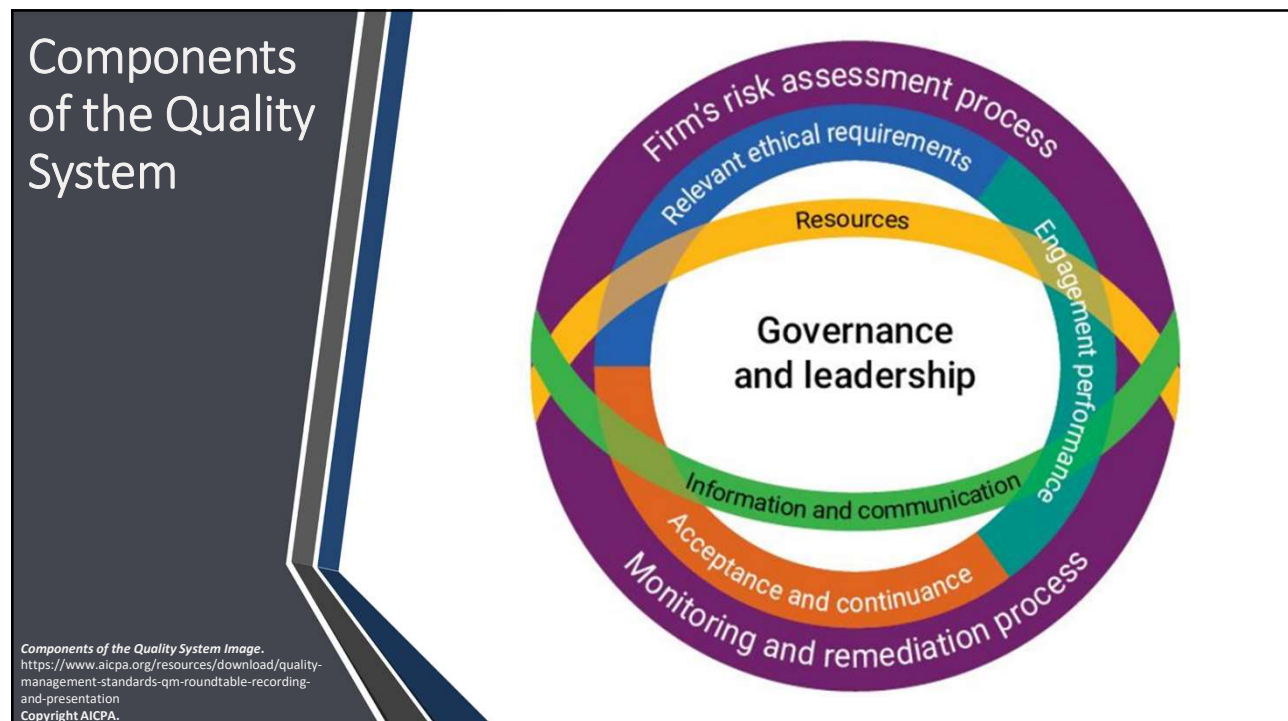 Components
of the Quality
System
Firm's risk assessment process
Relevant ethical requirements
Resources
Engagement performance
Governance
and leadership
Information and communication
Acceptance and continuance
Monitoring and remediation process
Components of the Quality System Image.
https://www.aicpa.org/resources/download/quality-
management-standards-qm-roundtable-recording-
and-presentation
Copyright AICPA.